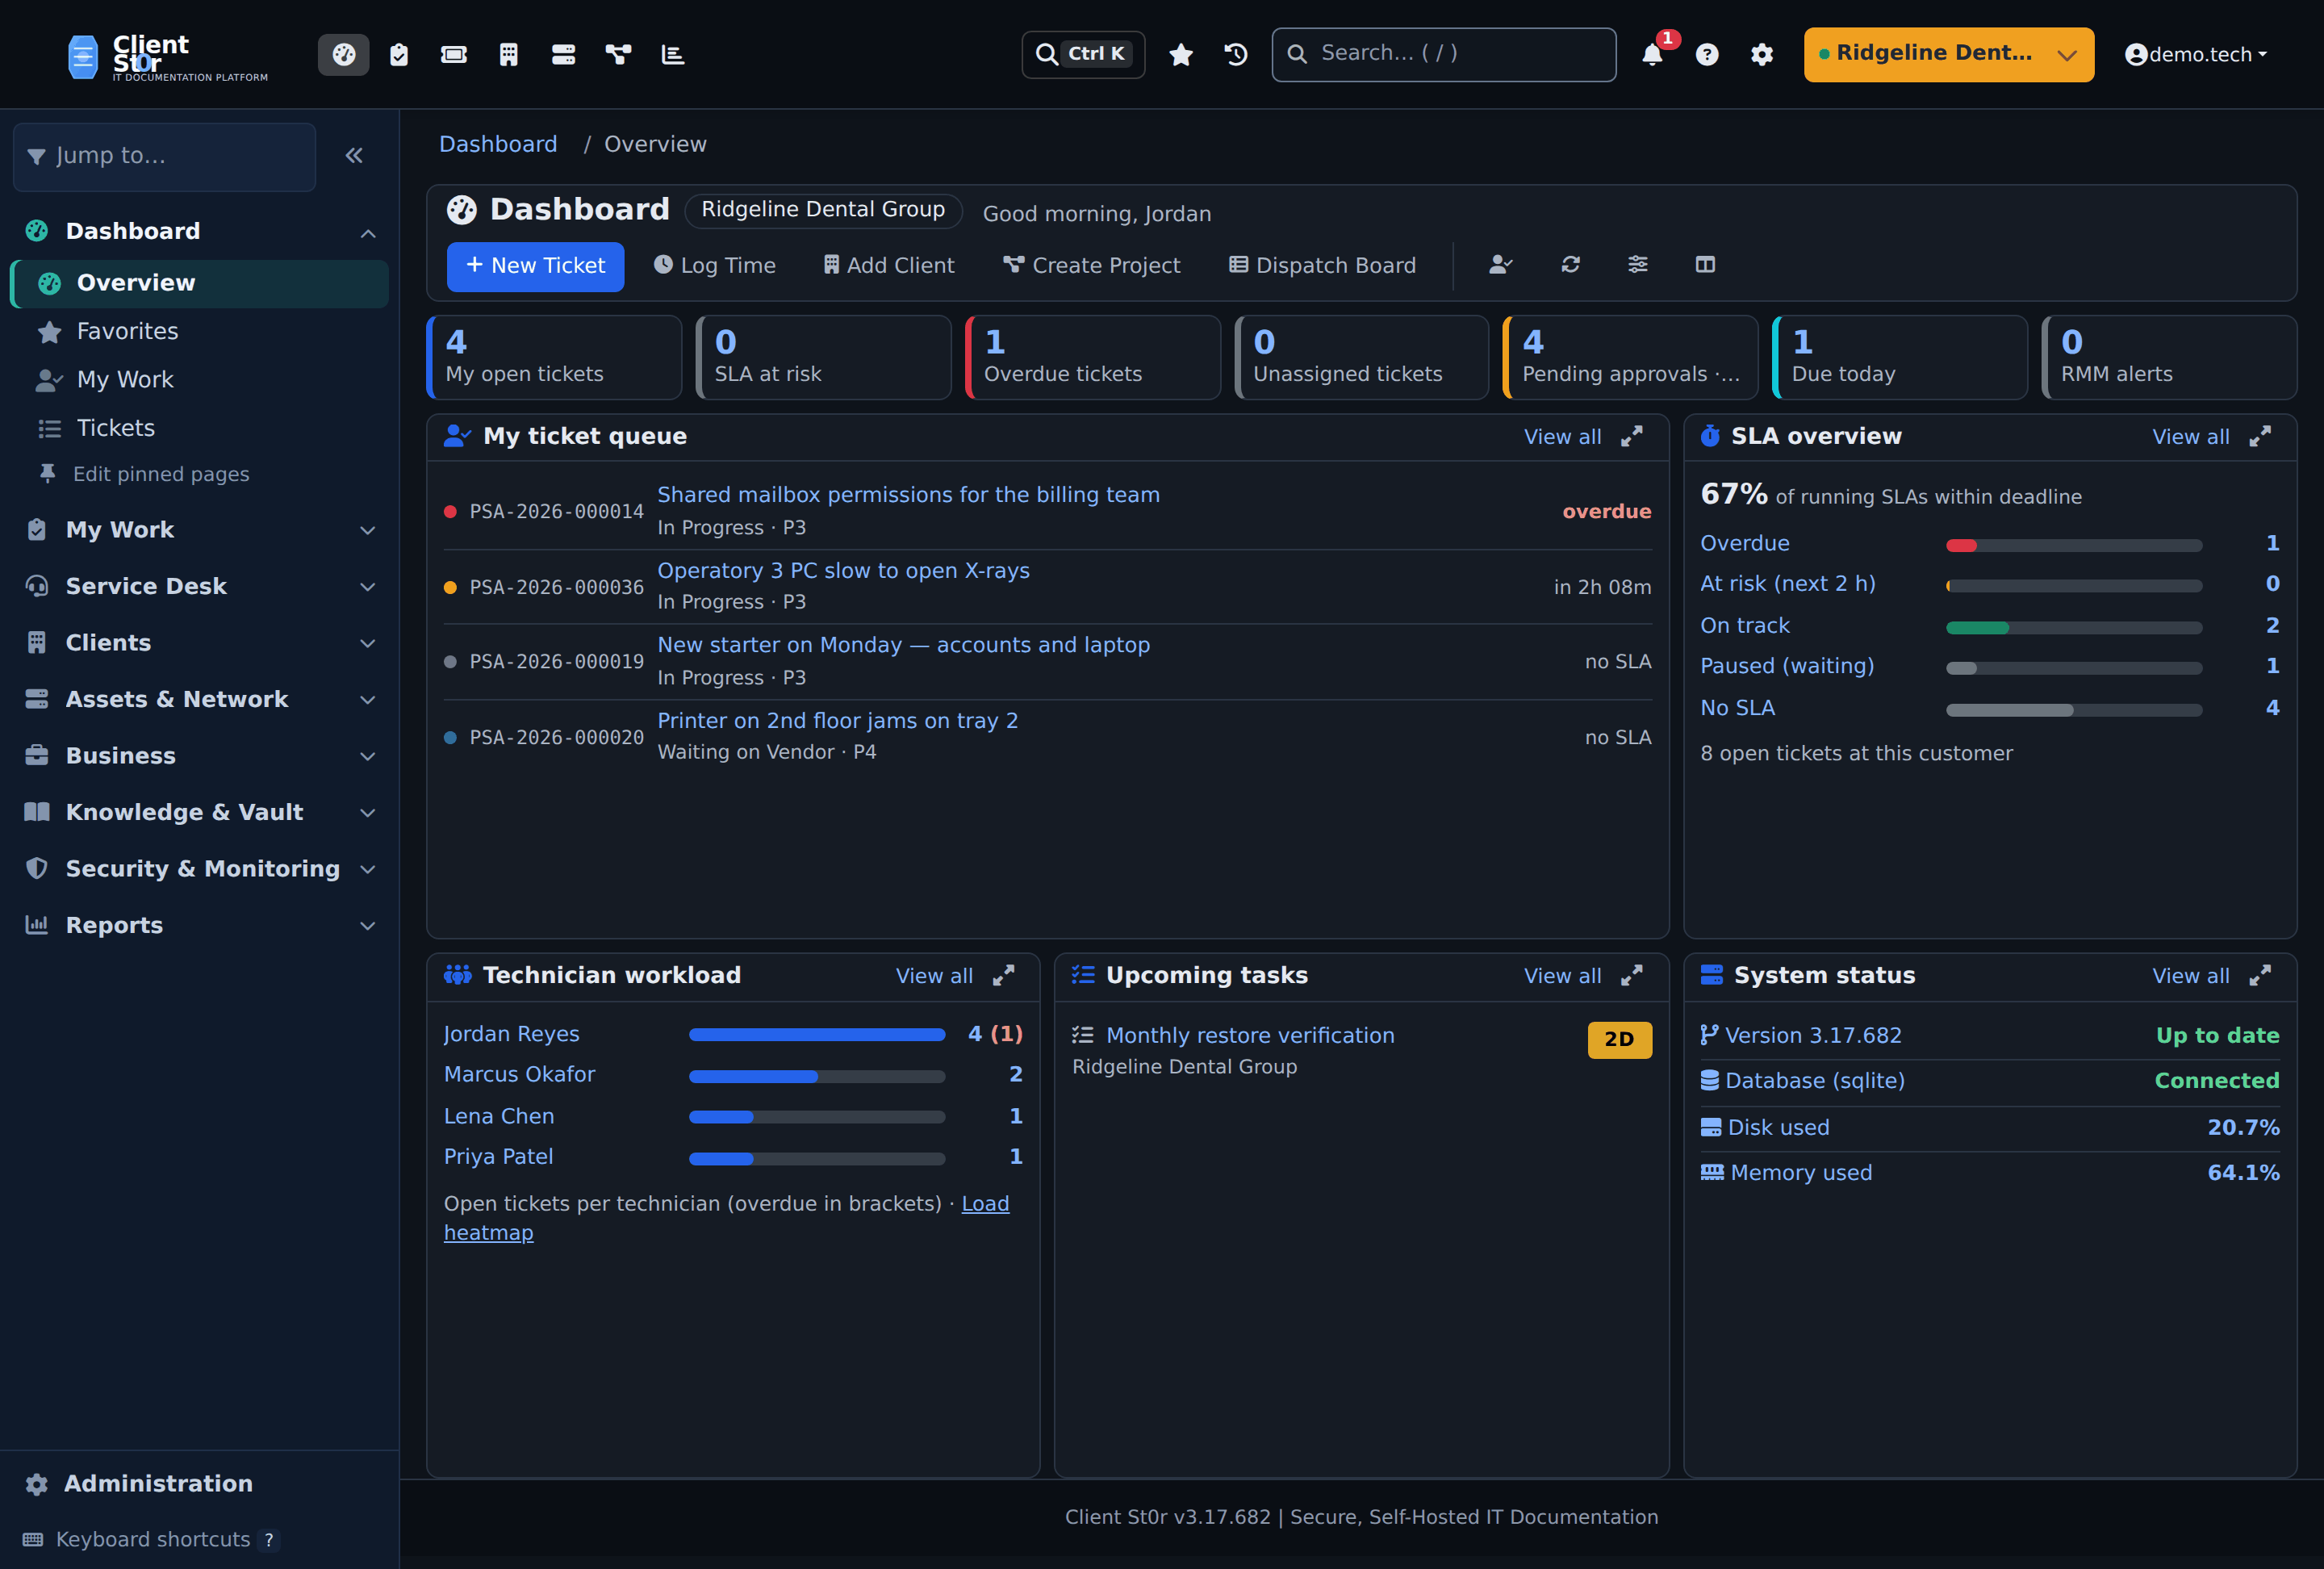 Client
St0r
IT DOCUMENTATION PLATFORM
Ctrl K
Search... ( / )
1
Ridgeline Dent...
demo.tech
Jump to...
Dashboard
Overview
Favorites
My Work
Tickets
Edit pinned pages
My Work
Service Desk
Clients
Assets & Network
Business
Knowledge & Vault
Security & Monitoring
Reports
Administration
Keyboard shortcuts ?
Dashboard / Overview
Dashboard Ridgeline Dental Group Good morning, Jordan
New Ticket Log Time Add Client Create Project Dispatch Board
4
My open tickets
0
SLA at risk
1
Overdue tickets
0
Unassigned tickets
4
Pending approvals ·...
1
Due today
0
RMM alerts
My ticket queue View all
PSA-2026-000014 Shared mailbox permissions for the billing team overdue
In Progress · P3
PSA-2026-000036 Operatory 3 PC slow to open X-rays in 2h 08m
In Progress · P3
PSA-2026-000019 New starter on Monday — accounts and laptop no SLA
In Progress · P3
PSA-2026-000020 Printer on 2nd floor jams on tray 2 no SLA
Waiting on Vendor · P4
SLA overview View all
67% of running SLAs within deadline
Overdue 1
At risk (next 2 h) 0
On track 2
Paused (waiting) 1
No SLA 4
8 open tickets at this customer
Technician workload View all
Jordan Reyes 4 (1)
Marcus Okafor 2
Lena Chen 1
Priya Patel 1
Open tickets per technician (overdue in brackets) · Load
heatmap
Upcoming tasks View all
Monthly restore verification 2D
Ridgeline Dental Group
System status View all
Version 3.17.682 Up to date
Database (sqlite) Connected
Disk used 20.7%
Memory used 64.1%
Client St0r v3.17.682 | Secure, Self-Hosted IT Documentation